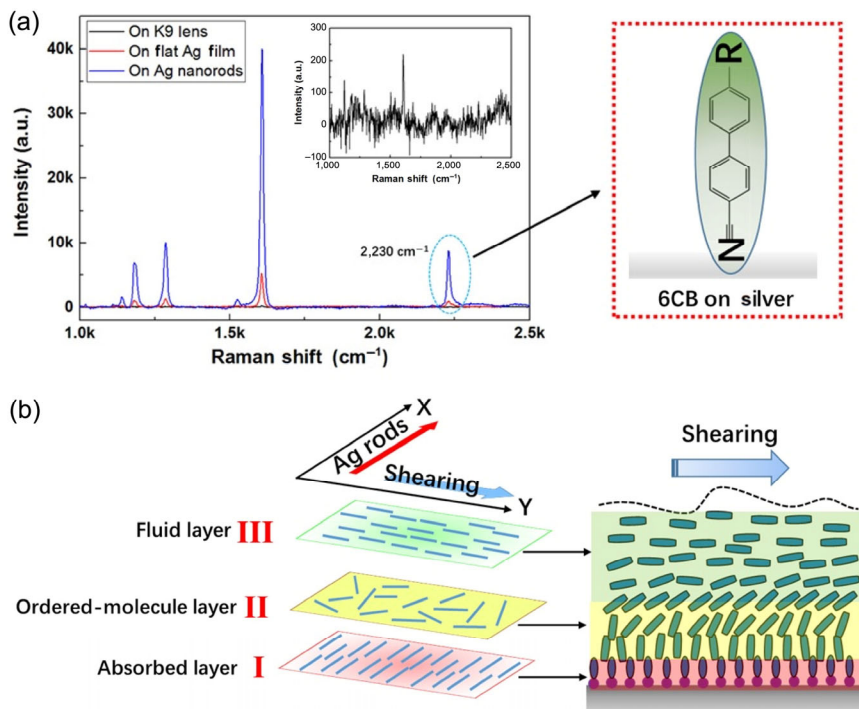 (a)
On K9 lens
On flat Ag film
On Ag nanorods
40k
30k
20k
10k
0
Intensity (a.u.)
1.0k
1.5k
2.0k
2.5k
Raman shift (cm⁻¹)
300
200
100
0
−100
Intensity (a.u.)
1,000
1,500
2,000
2,500
Raman shift (cm⁻¹)
2,230 cm⁻¹
R
N
6CB on silver
(b)
X
Ag rods
Shearing
Y
Shearing
Fluid layer III
Ordered-molecule layer II
Absorbed layer I